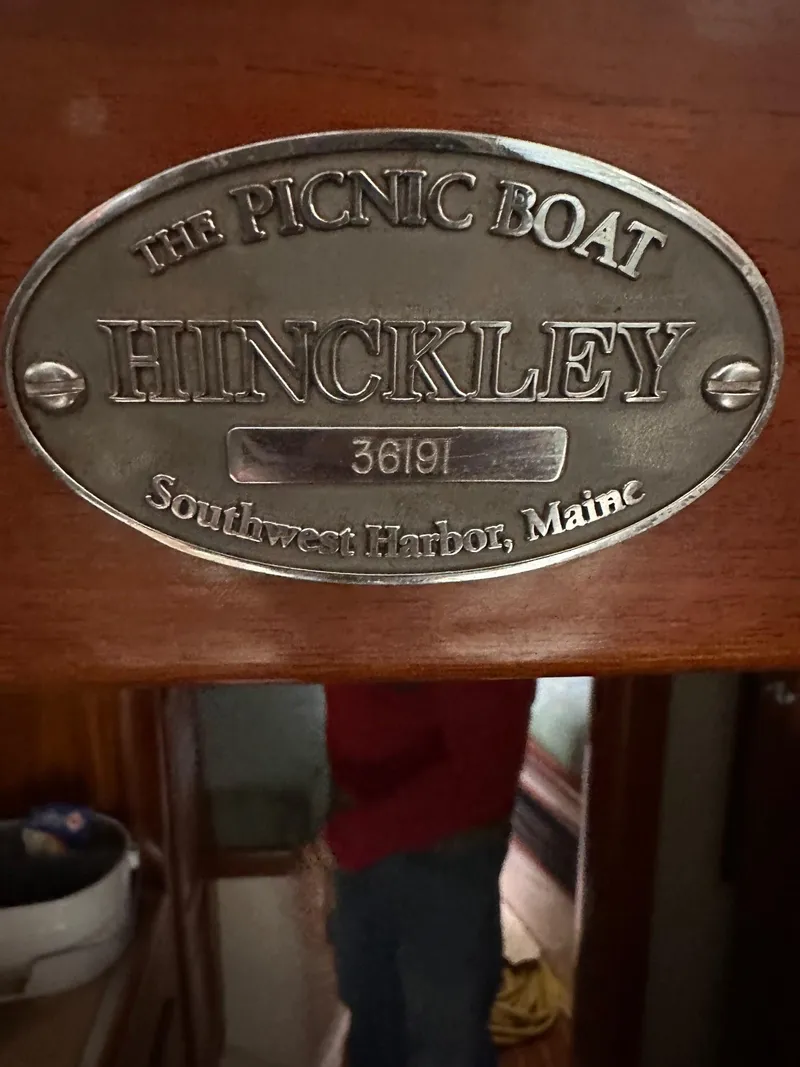 THE PICNIC BOAT
HINCKLEY
36191
Southwest Harbor, Maine